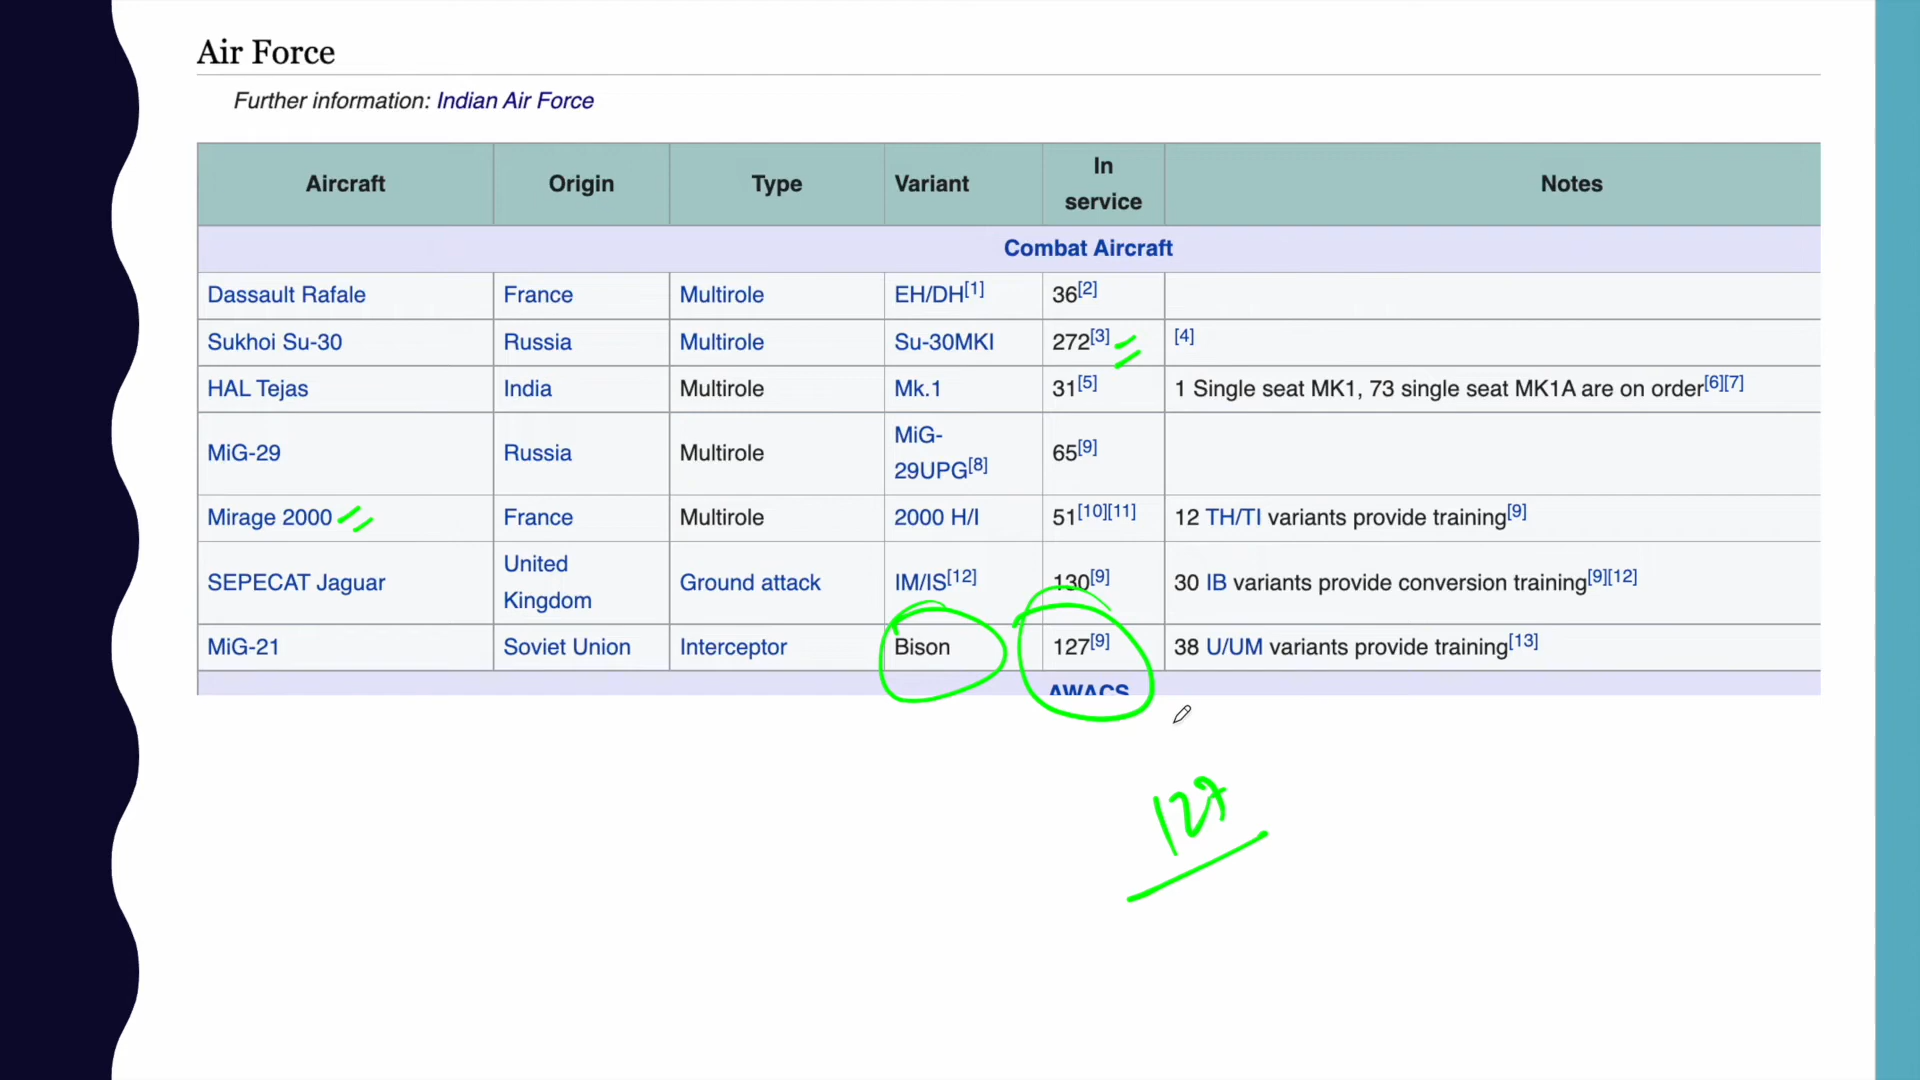 Air Force
Further information: Indian Air Force
Aircraft Origin Type Variant In service Notes
Combat Aircraft
Dassault Rafale France Multirole EH/DH[1] 36[2]
Sukhoi Su-30 Russia Multirole Su-30MKI 272[3] [4]
HAL Tejas India Multirole Mk.1 31[5] 1 Single seat MK1, 73 single seat MK1A are on order[6][7]
MiG-29 Russia Multirole MiG-29UPG[8] 65[9]
Mirage 2000 France Multirole 2000 H/I 51[10][11] 12 TH/TI variants provide training[9]
SEPECAT Jaguar United Kingdom Ground attack IM/IS[12] 130[9] 30 IB variants provide conversion training[9][12]
MiG-21 Soviet Union Interceptor Bison 127[9] 38 U/UM variants provide training[13]
AWACS
127